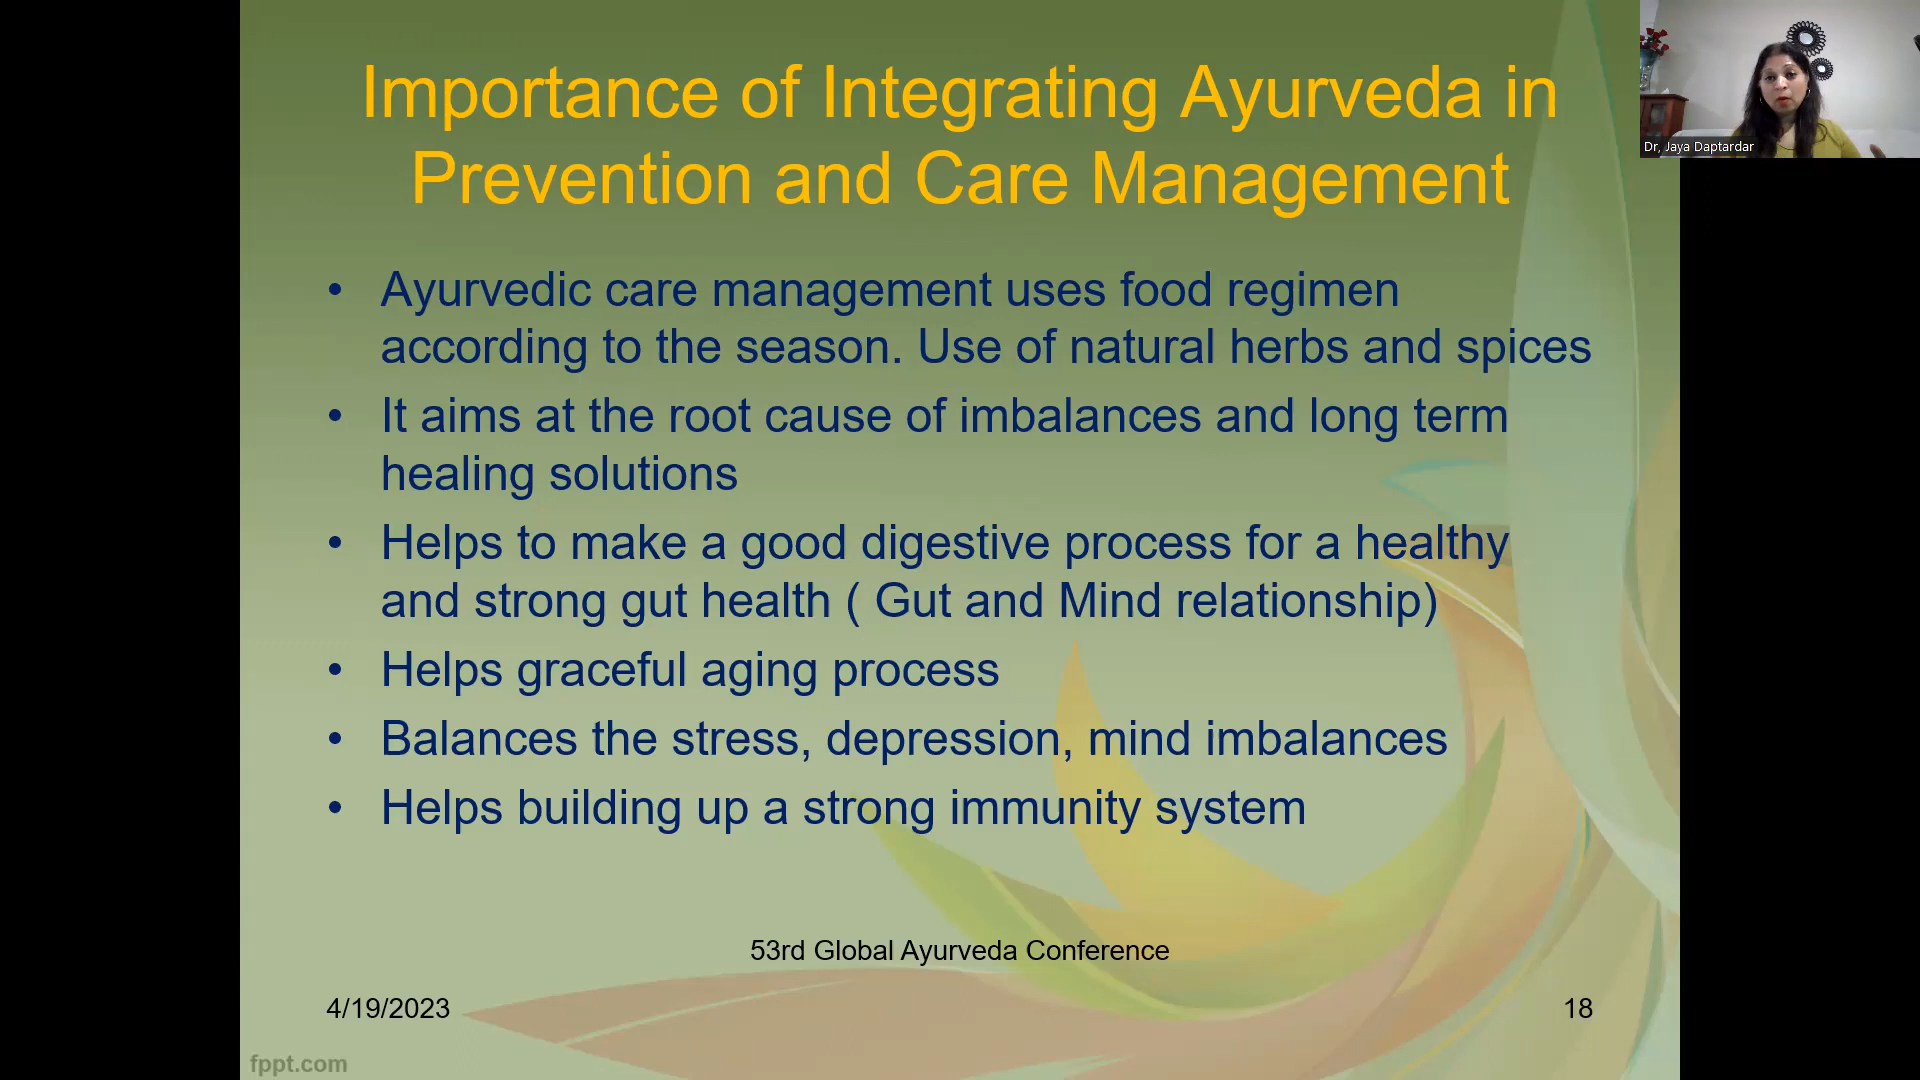 Importance of Integrating Ayurveda in
Prevention and Care Management
Dr, Jaya Daptardar
• Ayurvedic care management uses food regimen
according to the season. Use of natural herbs and spices
• It aims at the root cause of imbalances and long term
healing solutions
• Helps to make a good digestive process for a healthy
and strong gut health ( Gut and Mind relationship)
• Helps graceful aging process
• Balances the stress, depression, mind imbalances
• Helps building up a strong immunity system
53rd Global Ayurveda Conference
4/19/2023
18
fppt.com